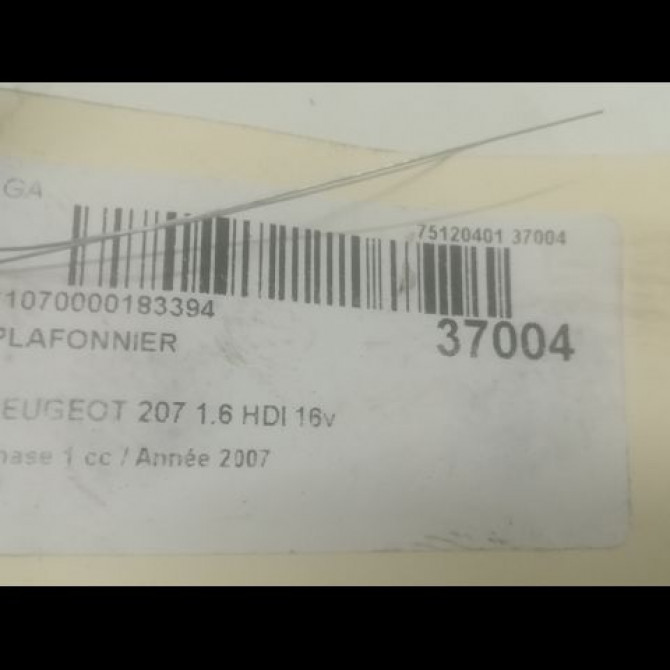 GA
75120401 37004
1070000183394
37004
PLAFONNIER
EUGEOT 207 1.6 HDI 16v
hase 1 cc / Année 2007